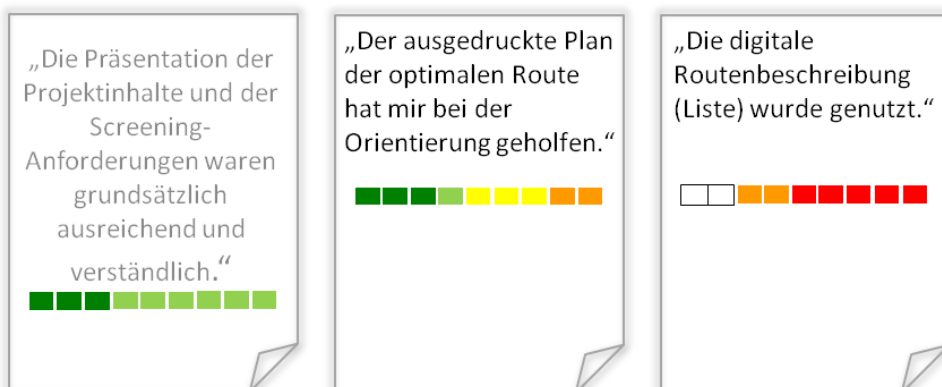 „Die Präsentation der
Projektinhalte und der
Screening-
Anforderungen waren
grundsätzlich
ausreichend und
verständlich.“
„Der ausgedruckte Plan
der optimalen Route
hat mir bei der
Orientierung geholfen.“
„Die digitale
Routenbeschreibung
(Liste) wurde genutzt.“